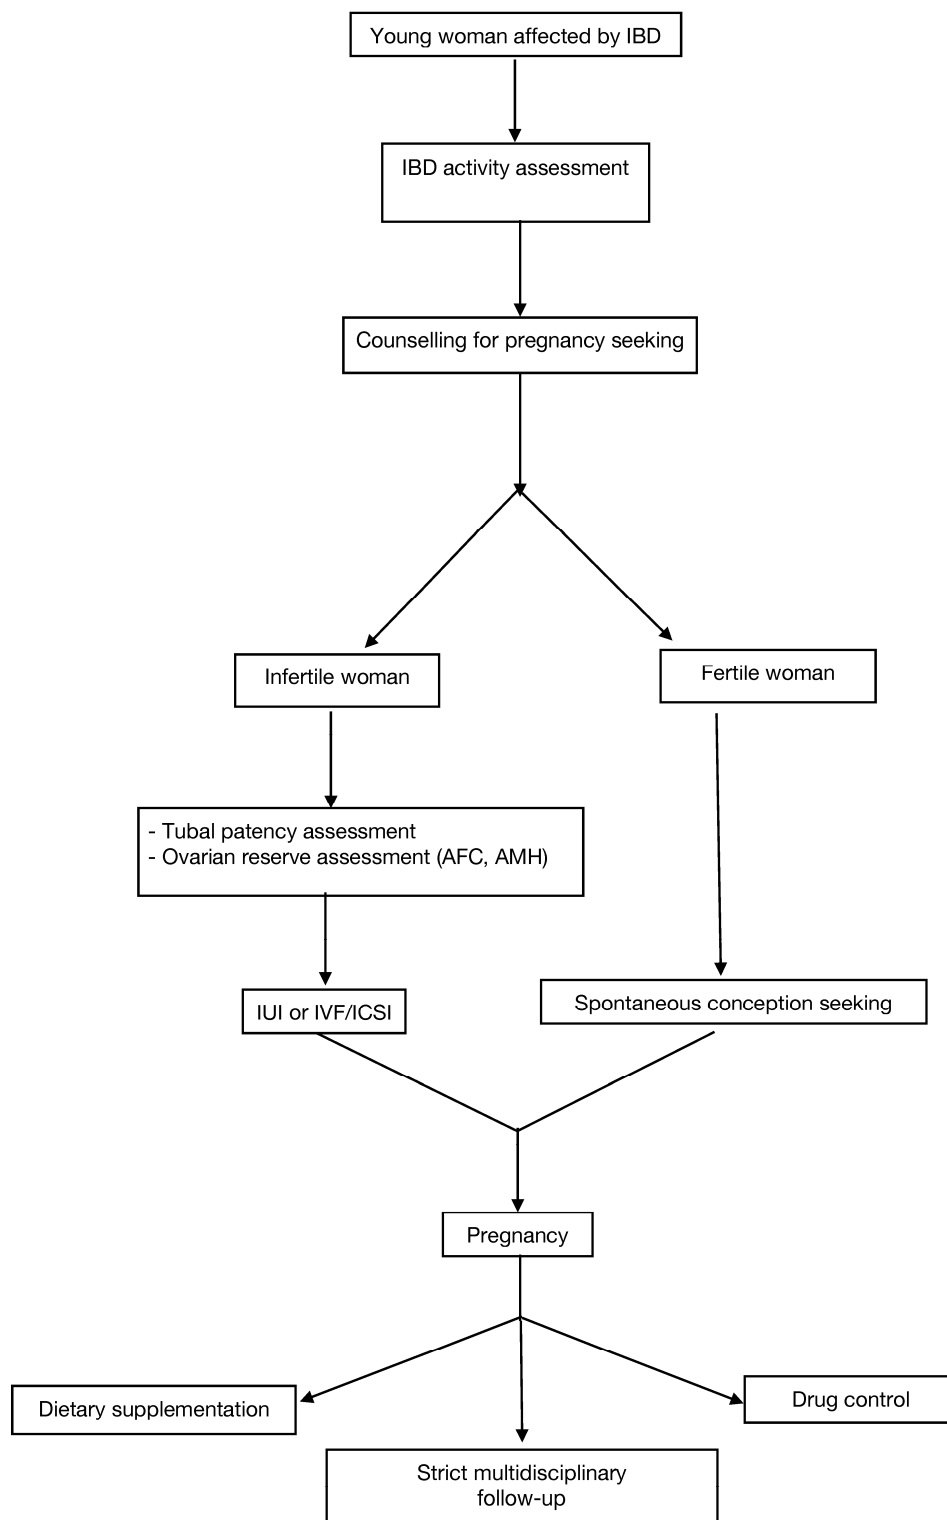 Young woman affected by IBD
IBD activity assessment
Counselling for pregnancy seeking
Infertile woman
Fertile woman
- Tubal patency assessment
- Ovarian reserve assessment (AFC, AMH)
IUI or IVF/ICSI
Spontaneous conception seeking
Pregnancy
Dietary supplementation
Drug control
Strict multidisciplinary
follow-up